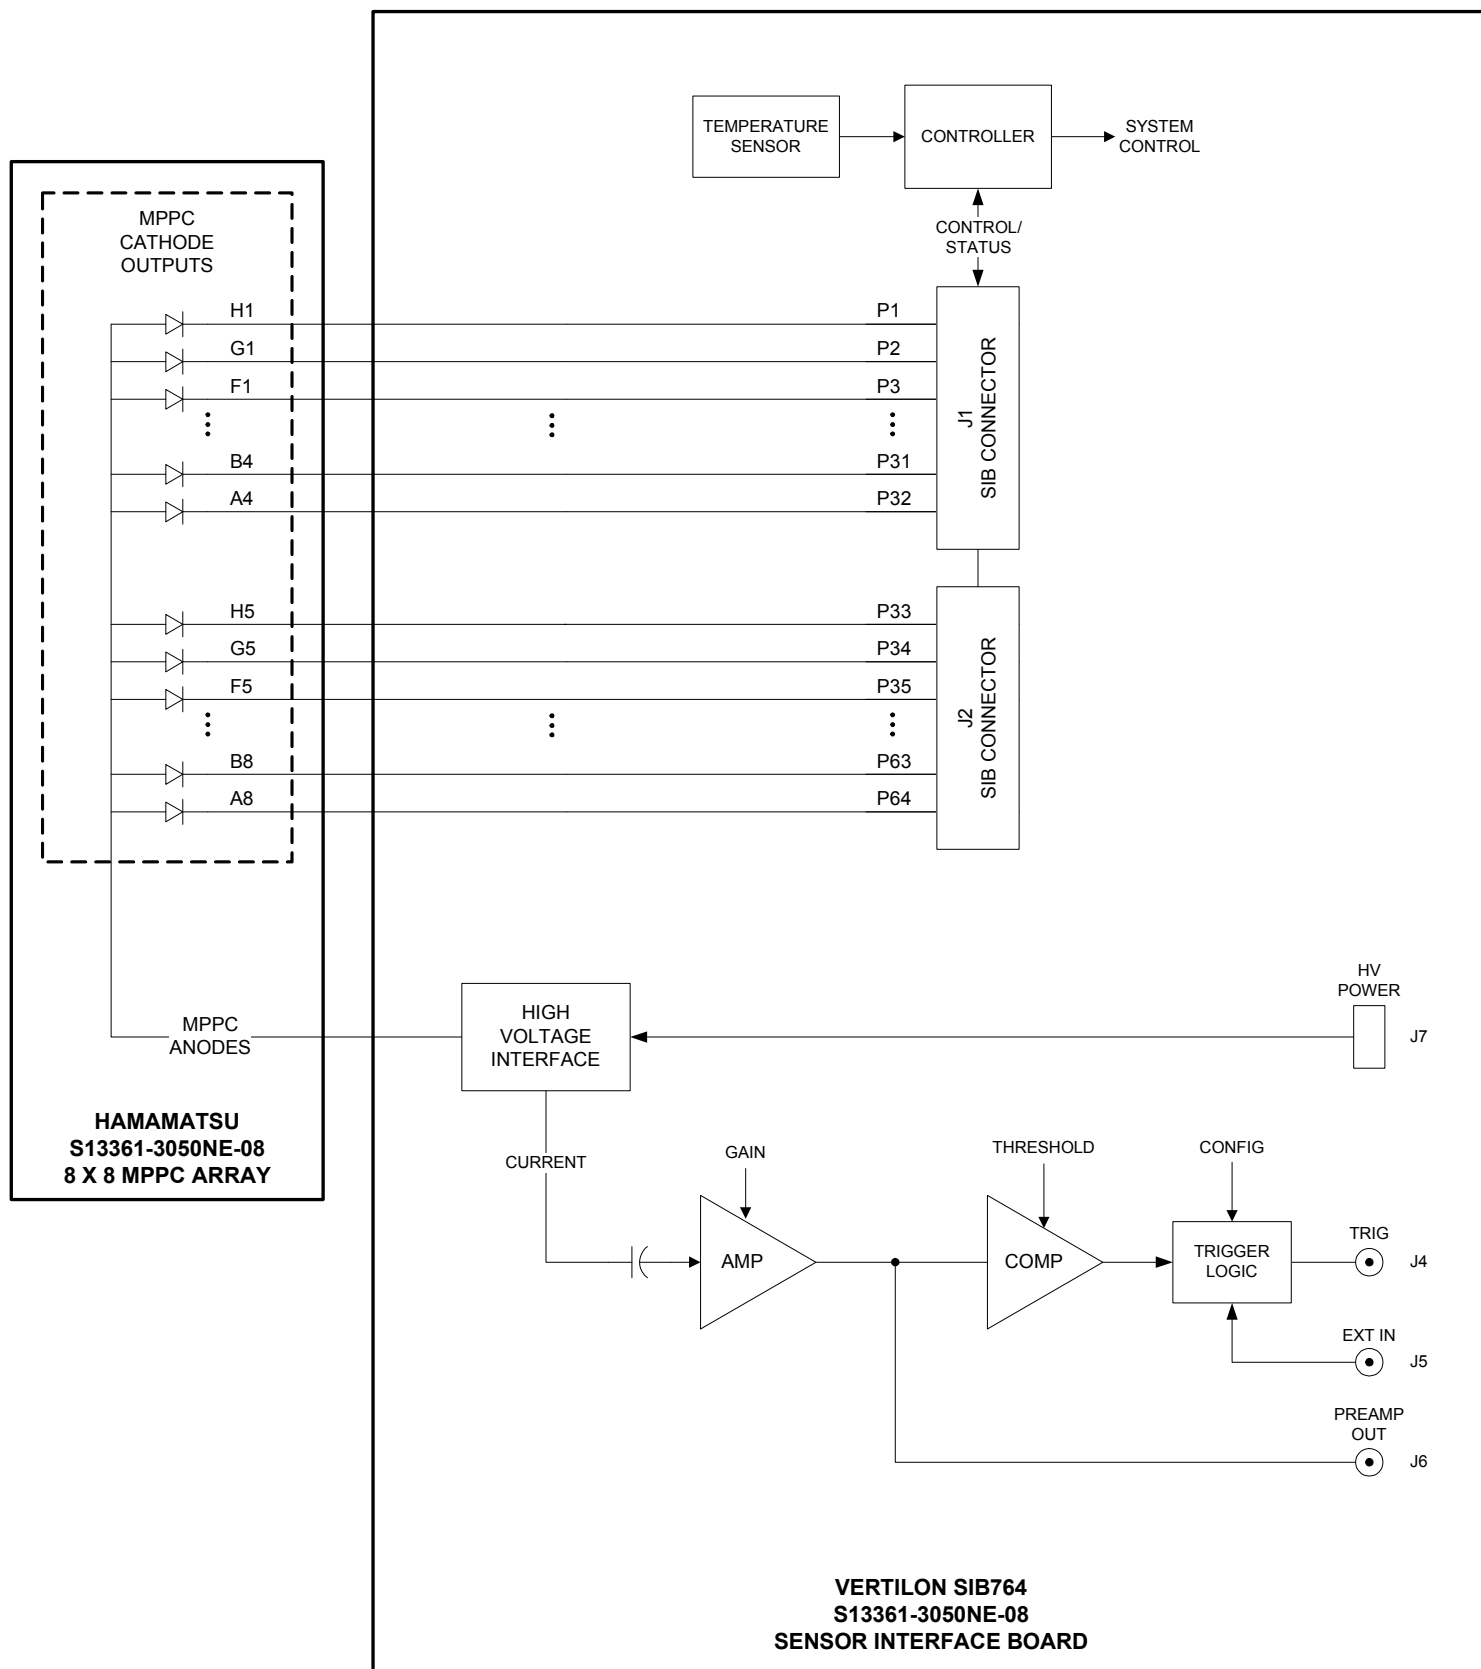 TEMPERATURE
SENSOR
CONTROLLER
SYSTEM
CONTROL
CONTROL/
STATUS
MPPC
CATHODE
OUTPUTS
H1
P1
G1
P2
F1
P3
B4
P31
A4
P32
J1
SIB CONNECTOR
H5
P33
G5
P34
F5
P35
B8
P63
A8
P64
J2
SIB CONNECTOR
MPPC
ANODES
HIGH
VOLTAGE
INTERFACE
HV
POWER
J7
HAMAMATSU
S13361-3050NE-08
8 X 8 MPPC ARRAY
CURRENT
GAIN
AMP
THRESHOLD
COMP
CONFIG
TRIGGER
LOGIC
TRIG
J4
EXT IN
J5
PREAMP
OUT
J6
VERTILON SIB764
S13361-3050NE-08
SENSOR INTERFACE BOARD